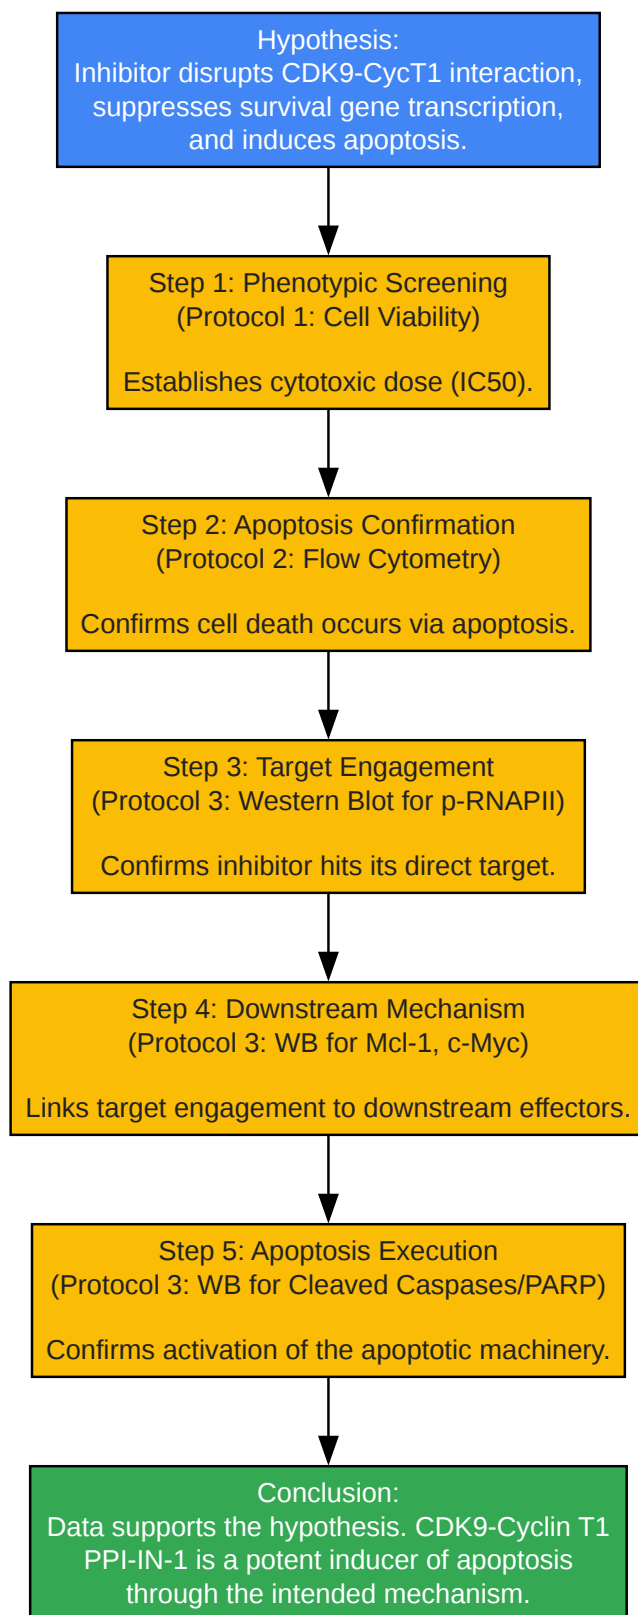 Hypothesis:
Inhibitor disrupts CDK9-CycT1 interaction,
suppresses survival gene transcription,
and induces apoptosis.
Step 1: Phenotypic Screening
(Protocol 1: Cell Viability)
Establishes cytotoxic dose (IC50).
Step 2: Apoptosis Confirmation
(Protocol 2: Flow Cytometry)
Confirms cell death occurs via apoptosis.
Step 3: Target Engagement
(Protocol 3: Western Blot for p-RNAPII)
Confirms inhibitor hits its direct target.
Step 4: Downstream Mechanism
(Protocol 3: WB for Mcl-1, c-Myc)
Links target engagement to downstream effectors.
Step 5: Apoptosis Execution
(Protocol 3: WB for Cleaved Caspases/PARP)
Confirms activation of the apoptotic machinery.
Conclusion:
Data supports the hypothesis. CDK9-Cyclin T1
PPI-IN-1 is a potent inducer of apoptosis
through the intended mechanism.